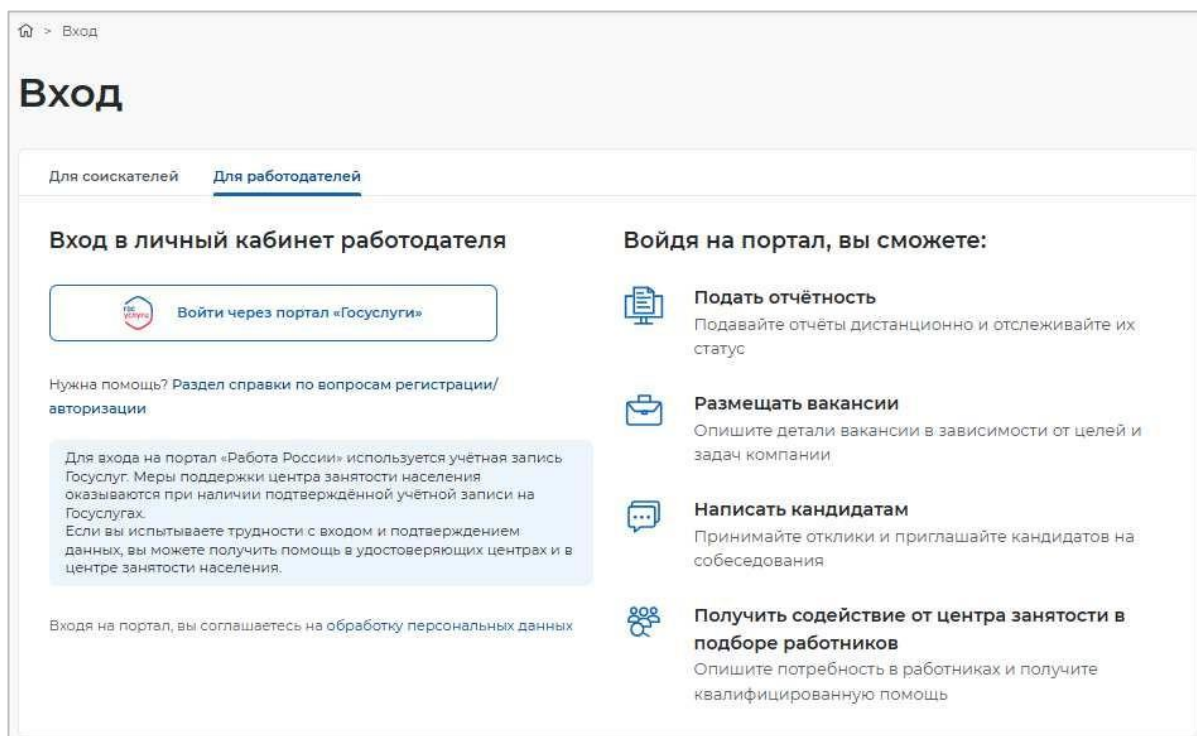 > Вход
Вход
Для соискателей Для работодателей
Вход в личный кабинет работодателя
гос
услуги
Войти через портал «Госуслуги»
Нужна помощь? Раздел справки по вопросам регистрации/
авторизации
Для входа на портал «Работа России» используется учётная запись
Госуслуг. Меры поддержки центра занятости населения
оказываются при наличии подтверждённой учётной записи на
Госуслугах.
Если вы испытываете трудности с входом и подтверждением
данных, вы можете получить помощь в удостоверяющих центрах и в
центре занятости населения.
Входя на портал, вы соглашаетесь на обработку персональных данных
Войдя на портал, вы сможете:
Подать отчётность
Подавайте отчёты дистанционно и отслеживайте их
статус
Размещать вакансии
Опишите детали вакансии в зависимости от целей и
задач компании
Написать кандидатам
Принимайте отклики и приглашайте кандидатов на
собеседования
Получить содействие от центра занятости в
подборе работников
Опишите потребность в работниках и получите
квалифицированную помощь